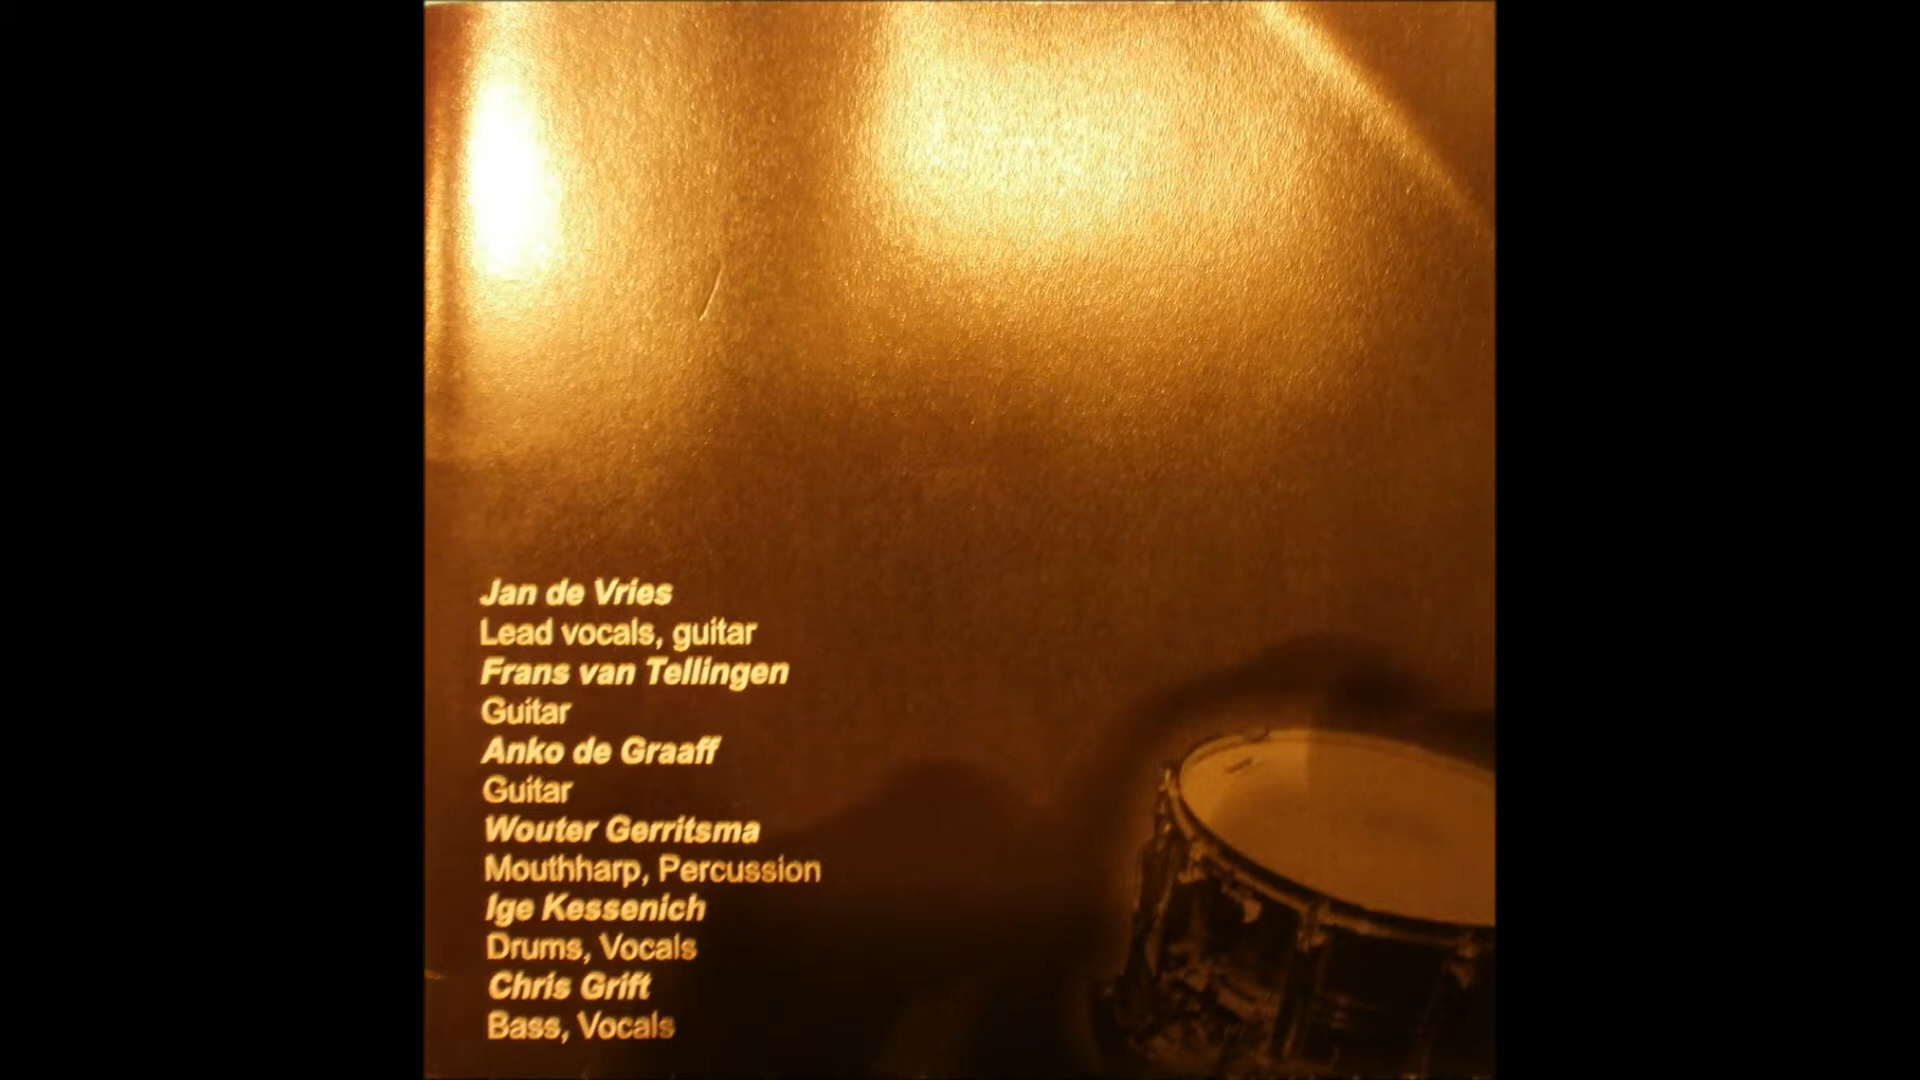 Jan de Vries
Lead vocals, guitar
Frans van Tellingen
Guitar
Anko de Graaff
Guitar
Wouter Gerritsma
Mouthharp, Percussion
Ige Kessenich
Drums, Vocals
Chris Grift
Bass, Vocals